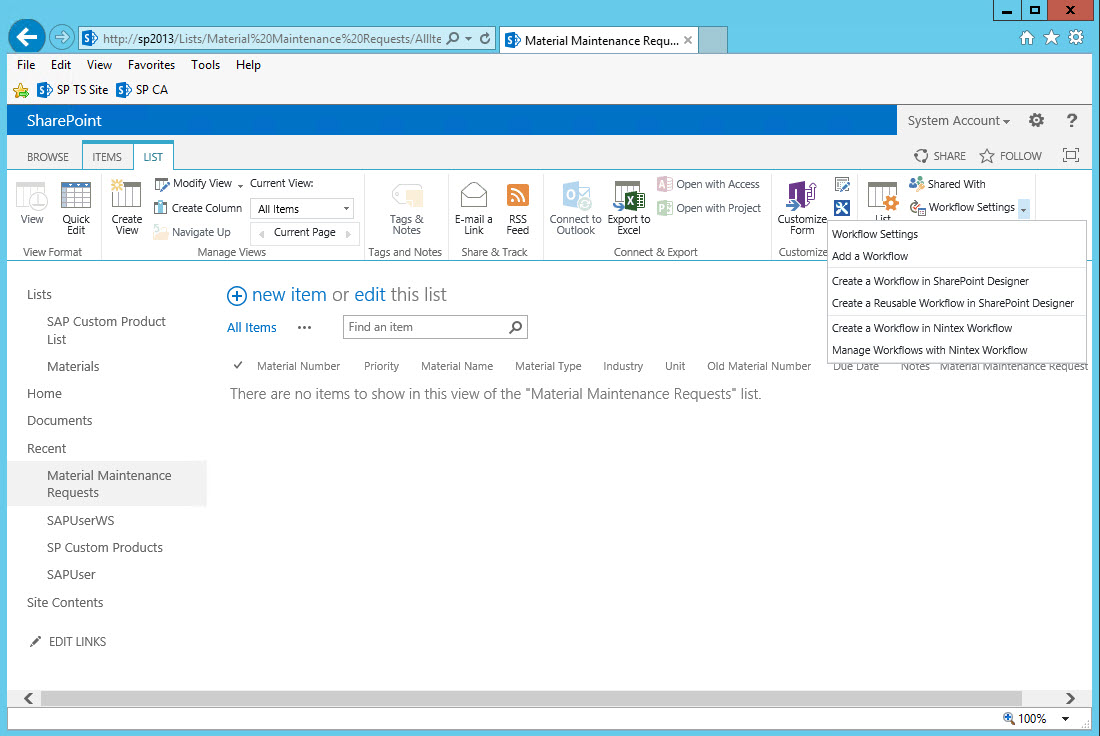 http://sp2013/Lists/Material%20Maintenance%20Requests/AllIte
Material Maintenance Requ...
File Edit View Favorites Tools Help
SP TS Site SP CA
SharePoint
System Account
?
BROWSE ITEMS LIST
SHARE FOLLOW
View
Quick Edit
View Format
Create View
Modify View
Create Column
Navigate Up
Current View:
All Items
Current Page
Manage Views
Tags & Notes
Tags and Notes
E-mail a Link
RSS Feed
Share & Track
Connect to Outlook
Export to Excel
Open with Access
Open with Project
Connect & Export
Customize Form
Customize
List
Shared With
Workflow Settings
Workflow Settings
Add a Workflow
Create a Workflow in SharePoint Designer
Create a Reusable Workflow in SharePoint Designer
Create a Workflow in Nintex Workflow
Manage Workflows with Nintex Workflow
Lists
SAP Custom Product
List
Materials
Home
Documents
Recent
Material Maintenance
Requests
SAPUserWS
SP Custom Products
SAPUser
Site Contents
EDIT LINKS
new item or edit this list
All Items ... Find an item
Material Number Priority Material Name Material Type Industry Unit Old Material Number Due Date Notes Material Maintenance Request
There are no items to show in this view of the "Material Maintenance Requests" list.
100%